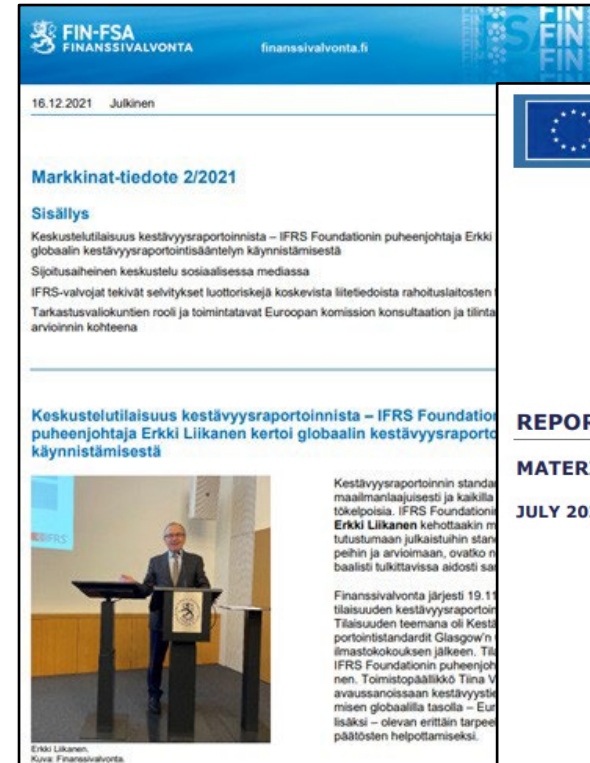 FIN-FSA
FINANSSIVALVONTA
finanssivalvonta.fi
FIN
FIN
FIN
16.12.2021 Julkinen
Markkinat-tiedote 2/2021
Sisällys
Keskustelutilaisuus kestävyysraportoinnista – IFRS Foundationin puheenjohtaja Erkki
globaalin kestävyysraportointisääntelyn käynnistämisestä
Sijoitusaiheinen keskustelu sosiaalisessa mediassa
IFRS-valvojat tekivät selvitykset luottoriskejä koskevista liitetiedoista rahoituslaitosten
Tarkastusvaliokuntien rooli ja toimintatavat Euroopan komission konsultaation ja tilinta
arvioinnin kohteena
Keskustelutilaisuus kestävyysraportoinnista – IFRS Foundation
puheenjohtaja Erkki Liikanen kertoi globaalin kestävyysraporto
käynnistämisestä
IFRS
Kestävyysraportoinnin standa
maailmanlaajuisesti ja kaikilla
tökelpoisia. IFRS Foundationi
Erkki Liikanen kehottaakin m
tutustumaan julkaistuihin stan
peihin ja arvioimaan, ovatko n
baalisti tulkittavissa aidosti sa
Finanssivalvonta järjesti 19.11
tilaisuuden kestävyysraportoin
Tilaisuuden teemana oli Kestä
portointistandardit Glasgow'n
ilmastokokouksen jälkeen. Tila
IFRS Foundationin puheenjoh
nen. Toimistopäällikkö Tiina V
avaussanoissaan kestävyystie
misen globaalilla tasolla – Eur
lisäksi – olevan erittäin tarpee
päätösten helpottamiseksi.
Erkki Liikanen.
Kuva: Finanssivalvonta.
REPOR
MATER
JULY 20